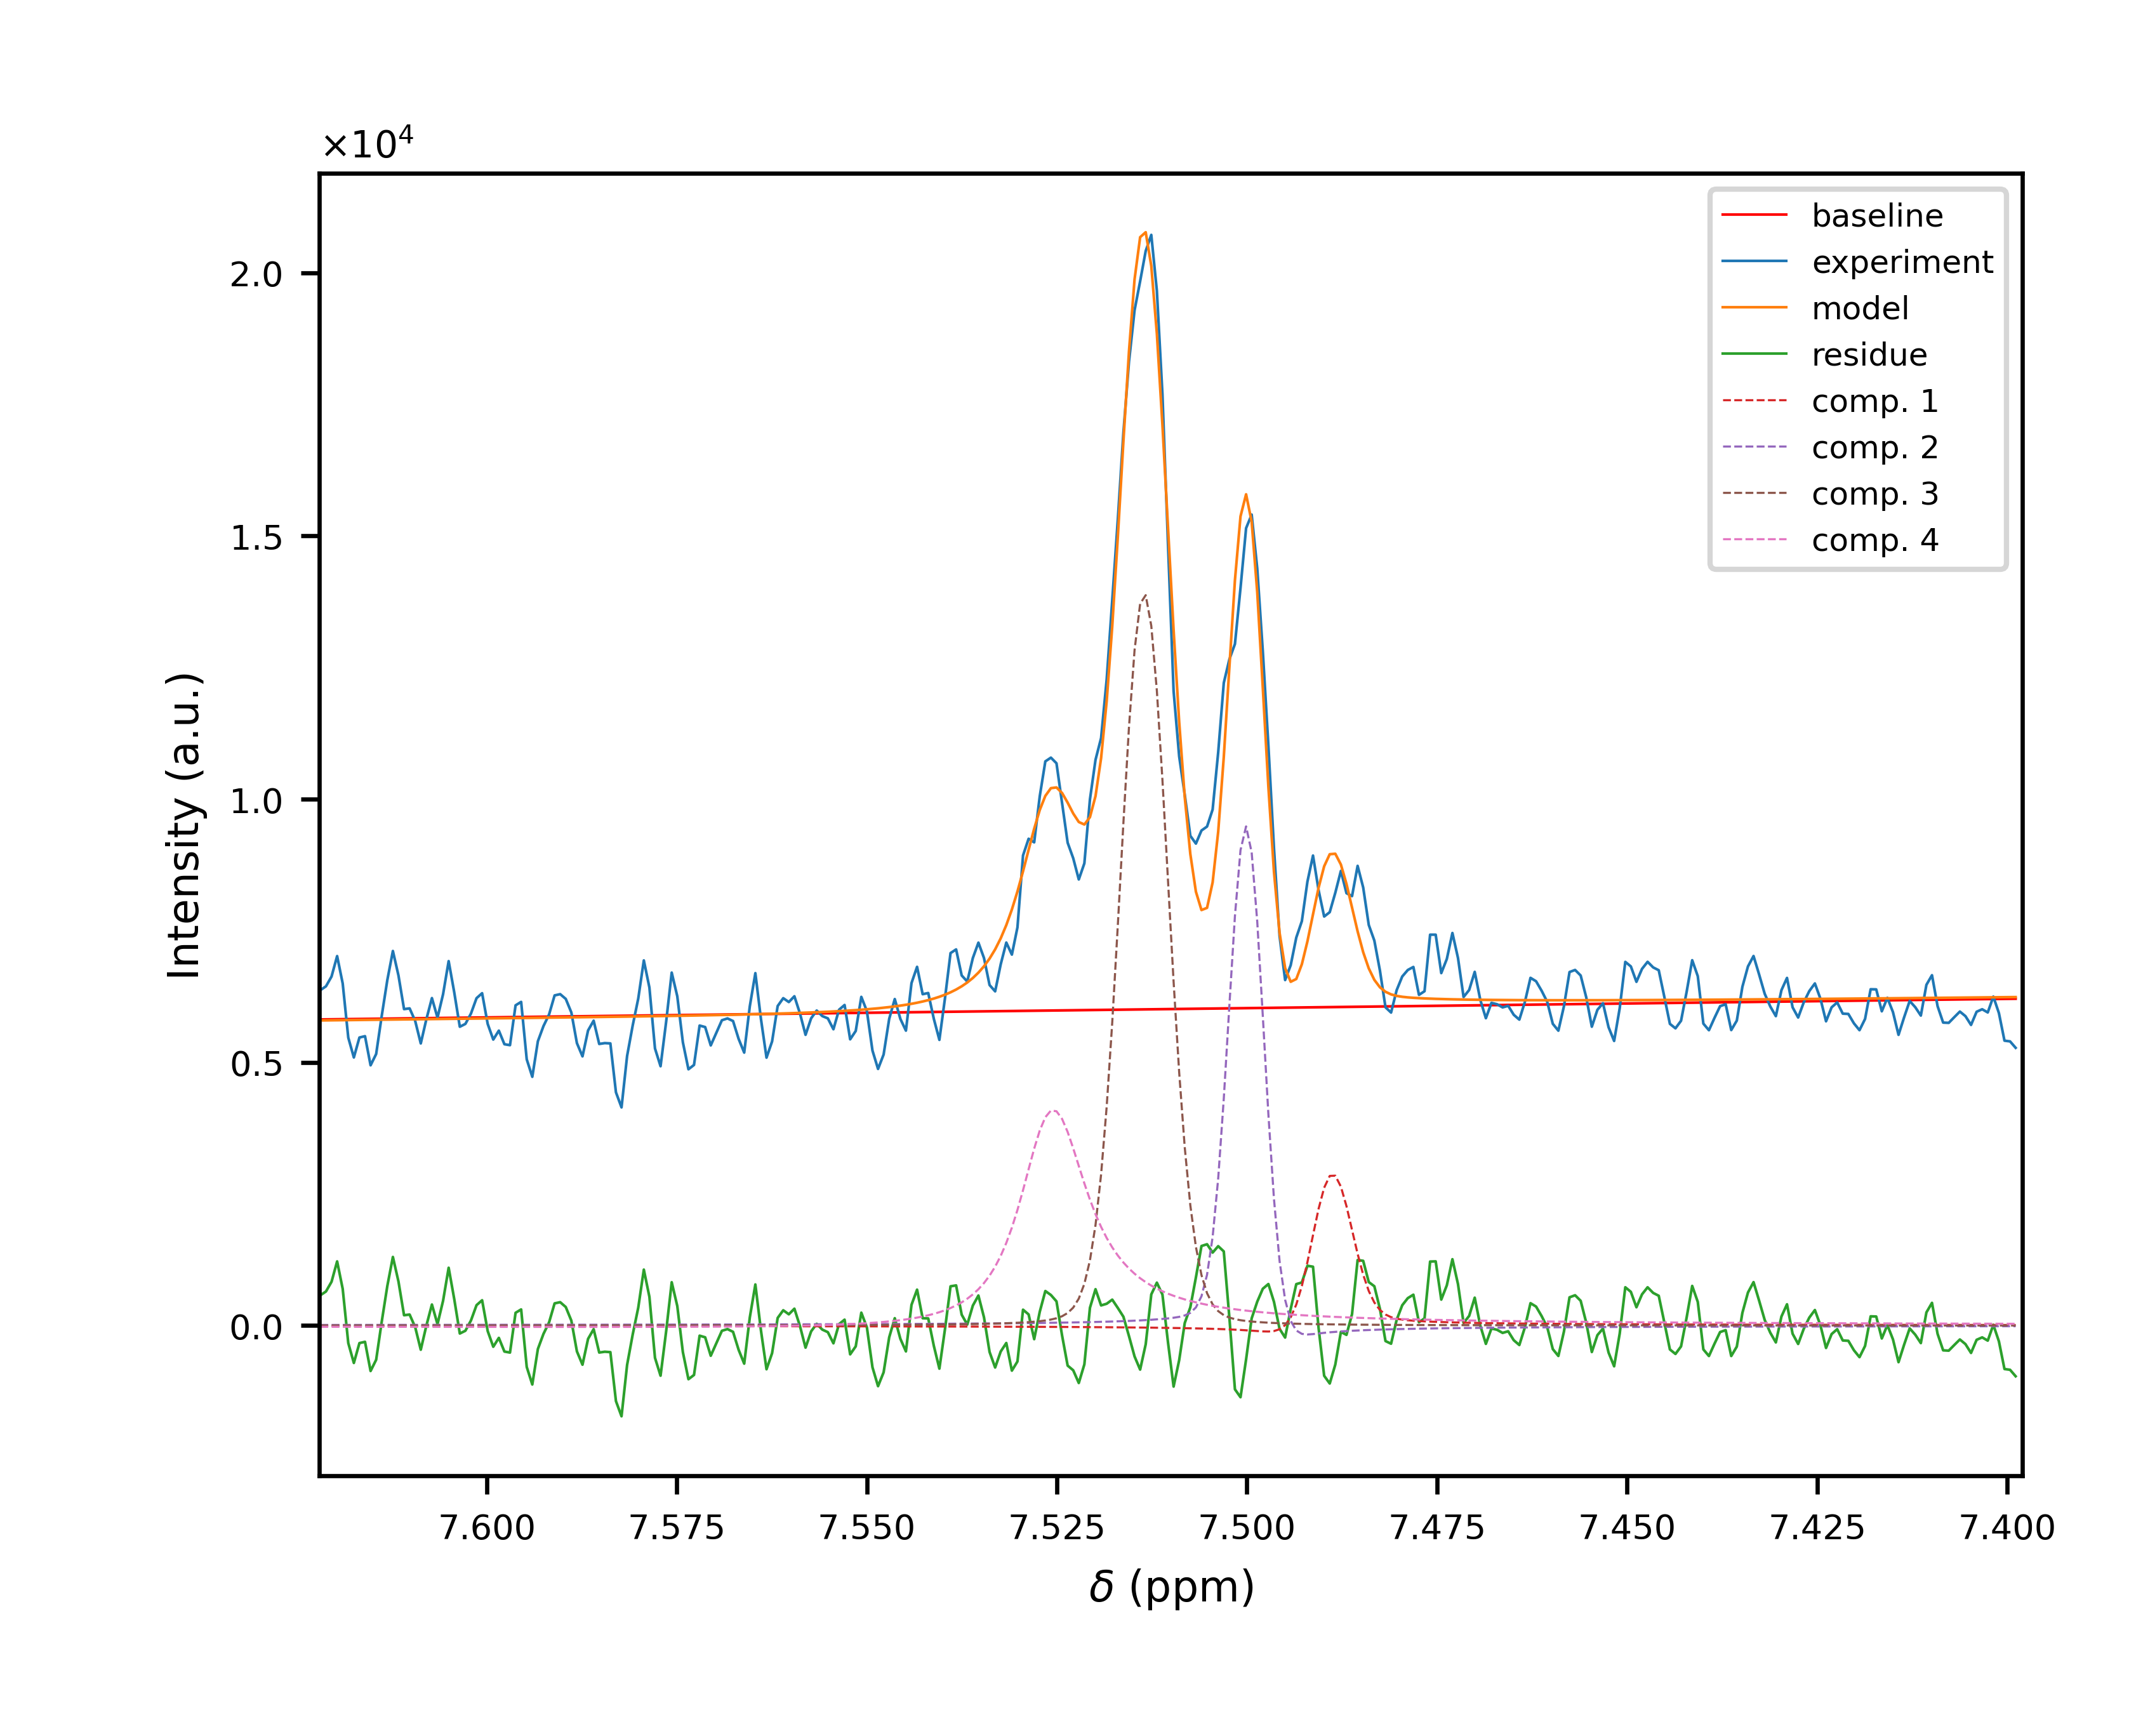 ×10⁴
baseline
experiment
model
residue
comp. 1
comp. 2
comp. 3
comp. 4
2.0
1.5
1.0
0.5
0.0
Intensity (a.u.)
7.600 7.575 7.550 7.525 7.500 7.475 7.450 7.425 7.400
δ (ppm)